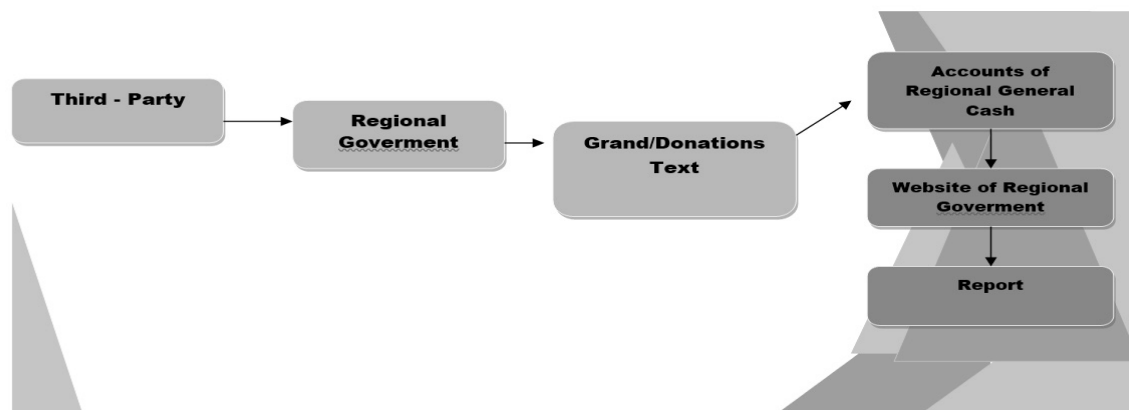 Third - Party
Regional
Goverment
Grand/Donations
Text
Accounts of
Regional General
Cash
Website of Regional
Goverment
Report